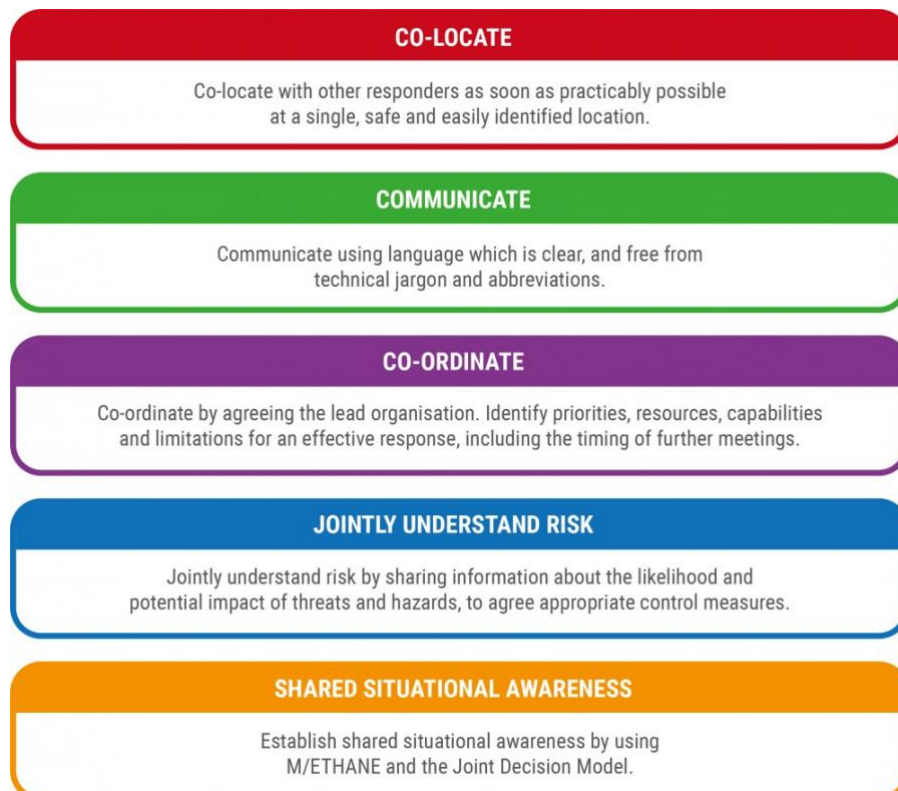 CO-LOCATE
Co-locate with other responders as soon as practicably possible
at a single, safe and easily identified location.
COMMUNICATE
Communicate using language which is clear, and free from
technical jargon and abbreviations.
CO-ORDINATE
Co-ordinate by agreeing the lead organisation. Identify priorities, resources, capabilities
and limitations for an effective response, including the timing of further meetings.
JOINTLY UNDERSTAND RISK
Jointly understand risk by sharing information about the likelihood and
potential impact of threats and hazards, to agree appropriate control measures.
SHARED SITUATIONAL AWARENESS
Establish shared situational awareness by using
M/ETHANE and the Joint Decision Model.